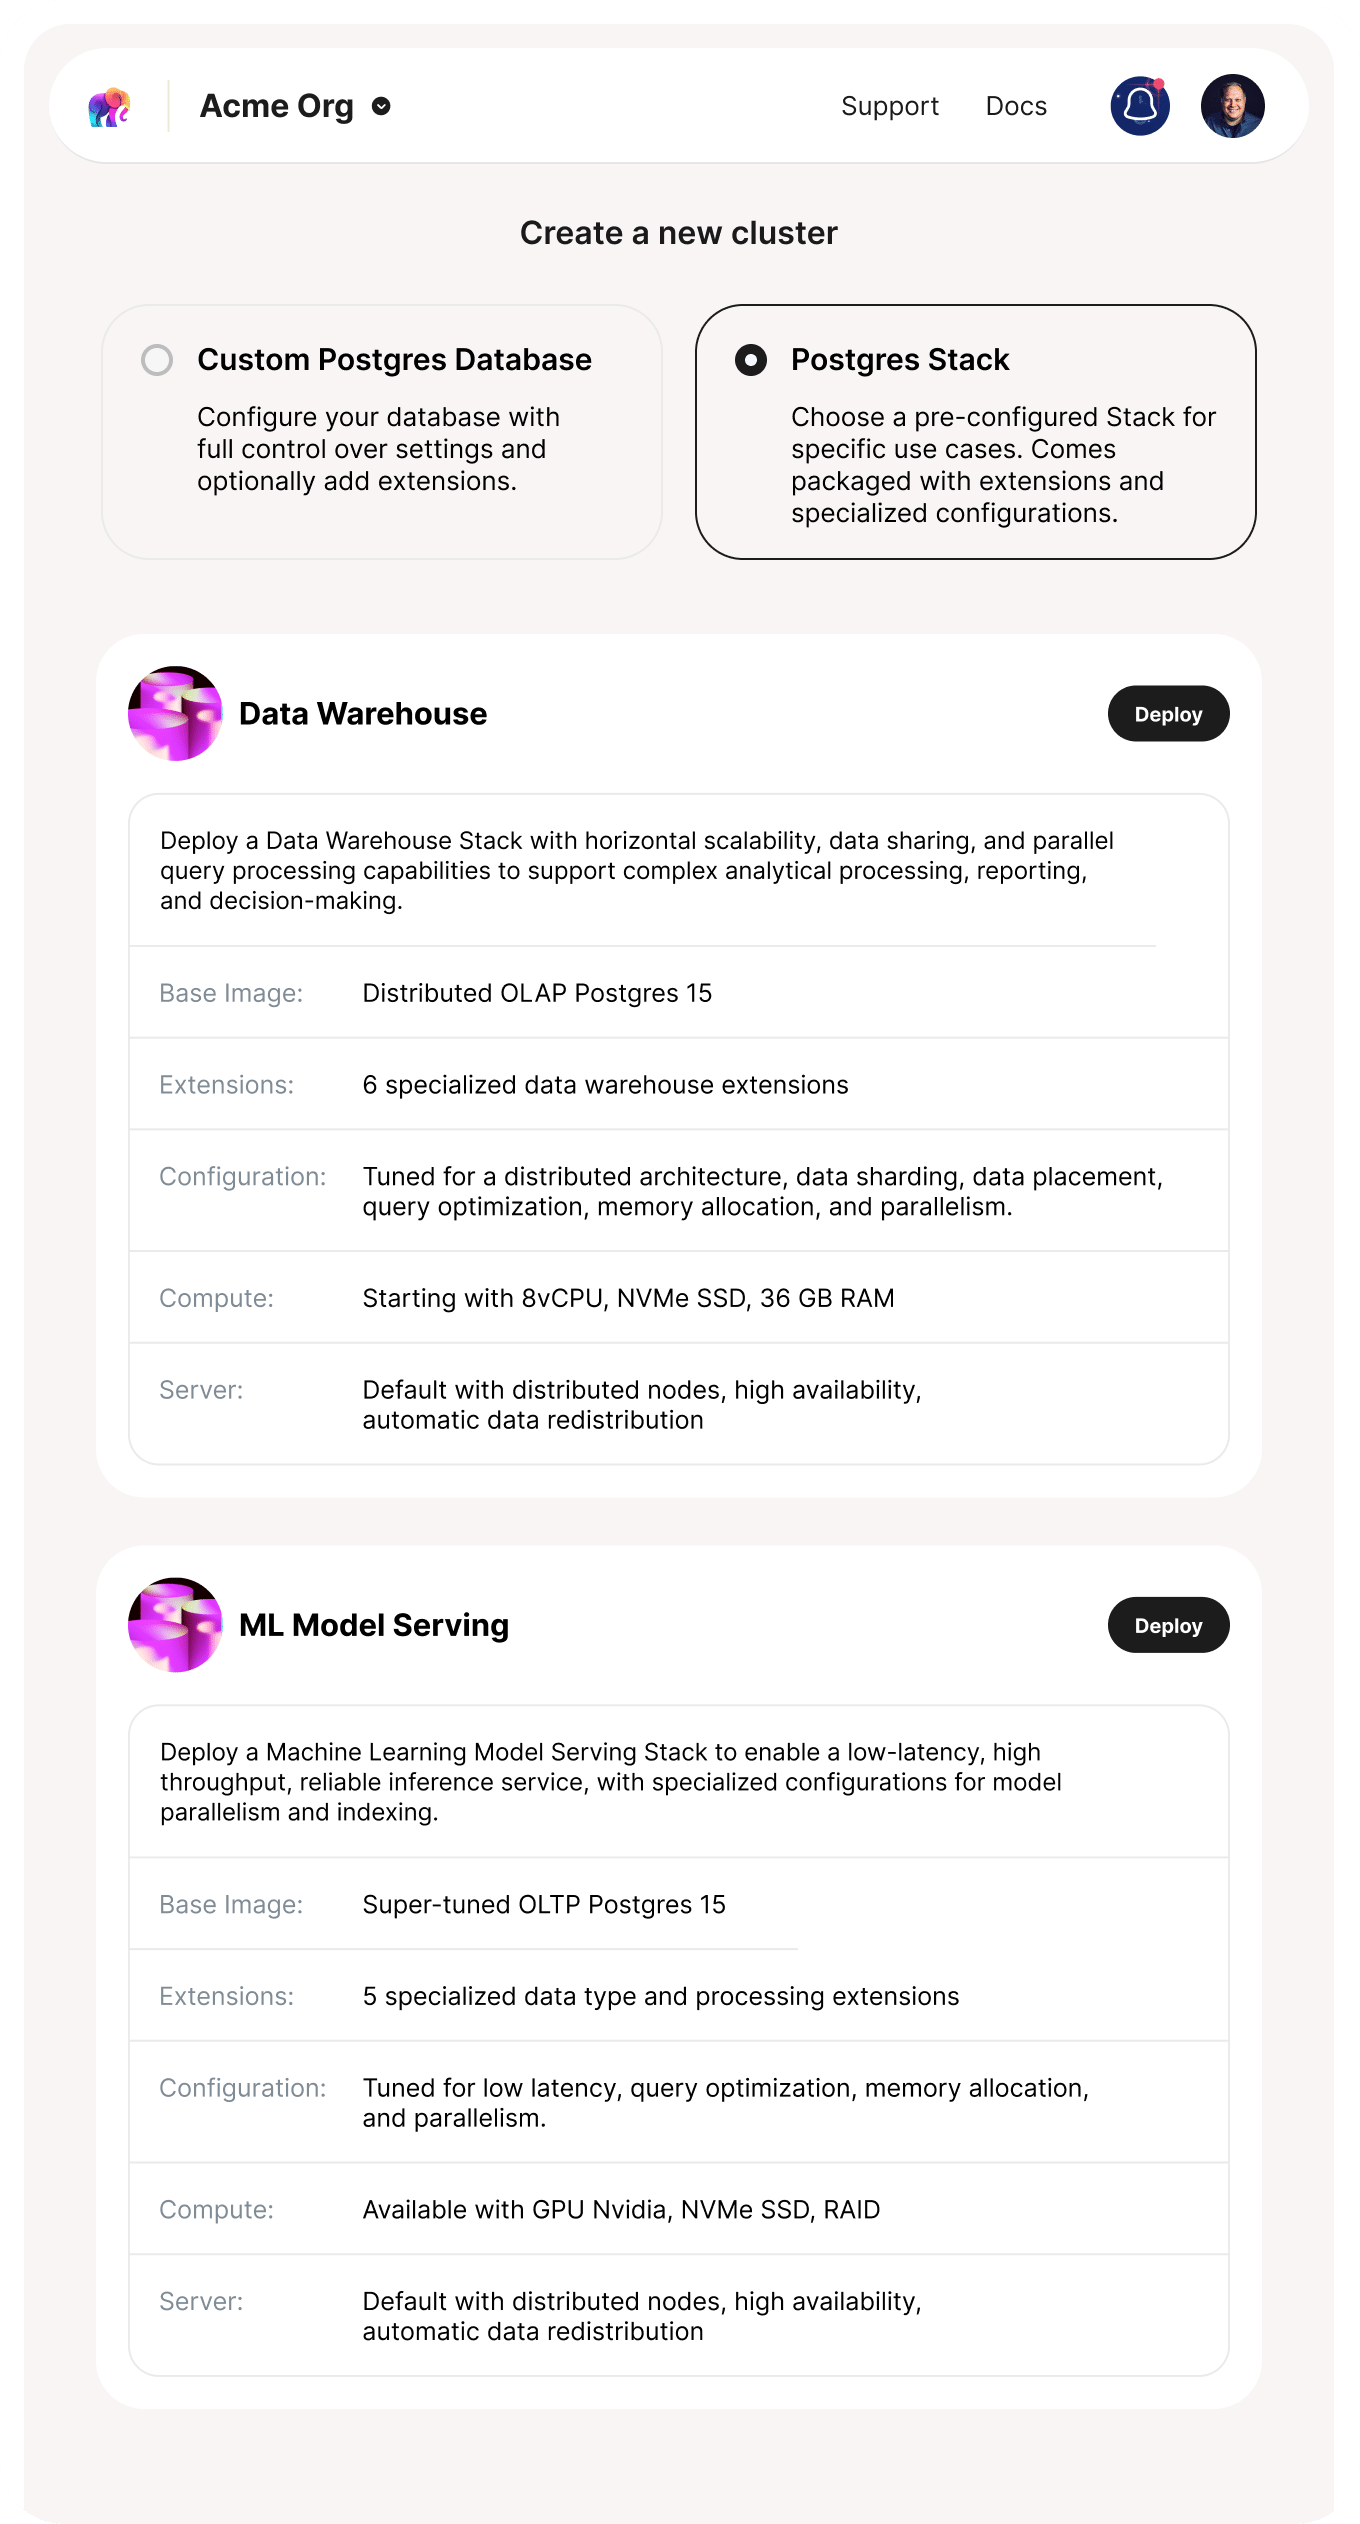 Acme Org
Support
Docs
Create a new cluster
Custom Postgres Database
Configure your database with
full control over settings and
optionally add extensions.
Postgres Stack
Choose a pre-configured Stack for
specific use cases. Comes
packaged with extensions and
specialized configurations.
Data Warehouse
Deploy
Deploy a Data Warehouse Stack with horizontal scalability, data sharing, and parallel
query processing capabilities to support complex analytical processing, reporting,
and decision-making.
Base Image: Distributed OLAP Postgres 15
Extensions: 6 specialized data warehouse extensions
Configuration: Tuned for a distributed architecture, data sharding, data placement,
query optimization, memory allocation, and parallelism.
Compute: Starting with 8vCPU, NVMe SSD, 36 GB RAM
Server: Default with distributed nodes, high availability,
automatic data redistribution
ML Model Serving
Deploy
Deploy a Machine Learning Model Serving Stack to enable a low-latency, high
throughput, reliable inference service, with specialized configurations for model
parallelism and indexing.
Base Image: Super-tuned OLTP Postgres 15
Extensions: 5 specialized data type and processing extensions
Configuration: Tuned for low latency, query optimization, memory allocation,
and parallelism.
Compute: Available with GPU Nvidia, NVMe SSD, RAID
Server: Default with distributed nodes, high availability,
automatic data redistribution